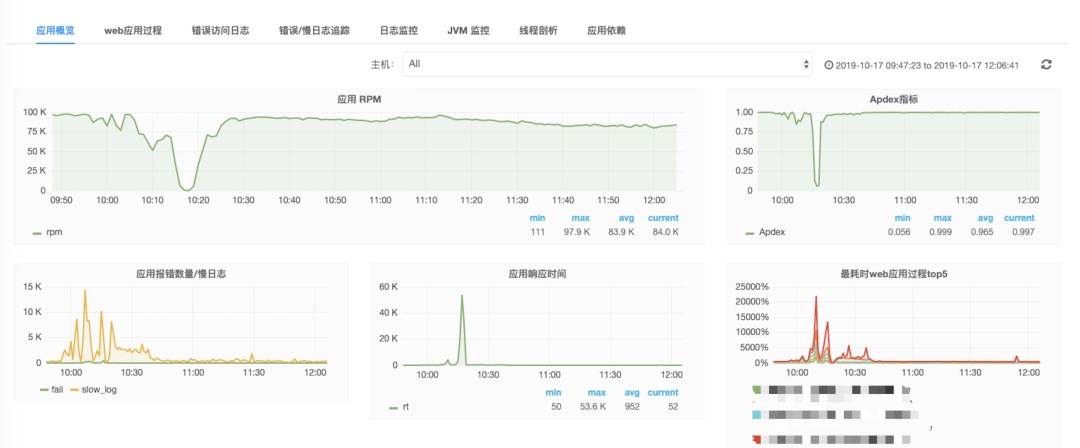 应用概览 web应用过程 错误访问日志 错误/慢日志追踪 日志监控 JVM 监控 线程剖析 应用依赖
主机: All 2019-10-17 09:47:23 to 2019-10-17 12:06:41
应用 RPM
100 K
75 K
50 K
25 K
0
09:50 10:00 10:10 10:20 10:30 10:40 10:50 11:00 11:10 11:20 11:30 11:40 11:50 12:00
min max avg current
rpm 111 97.9 K 83.9 K 84.0 K
Apdex指标
1.00
0.75
0.50
0.25
0
10:00 10:30 11:00 11:30 12:00
min max avg current
Apdex 0.056 0.999 0.965 0.997
应用报错数量/慢日志
15 K
10 K
5 K
0
10:00 10:30 11:00 11:30 12:00
fail slow_log
应用响应时间
60 K
40 K
20 K
0
10:00 10:30 11:00 11:30 12:00
min max avg current
rt 50 53.6 K 952 52
最耗时web应用过程top5
25000%
20000%
15000%
10000%
5000%
0%
10:00 10:30 11:00 11:30 12:00